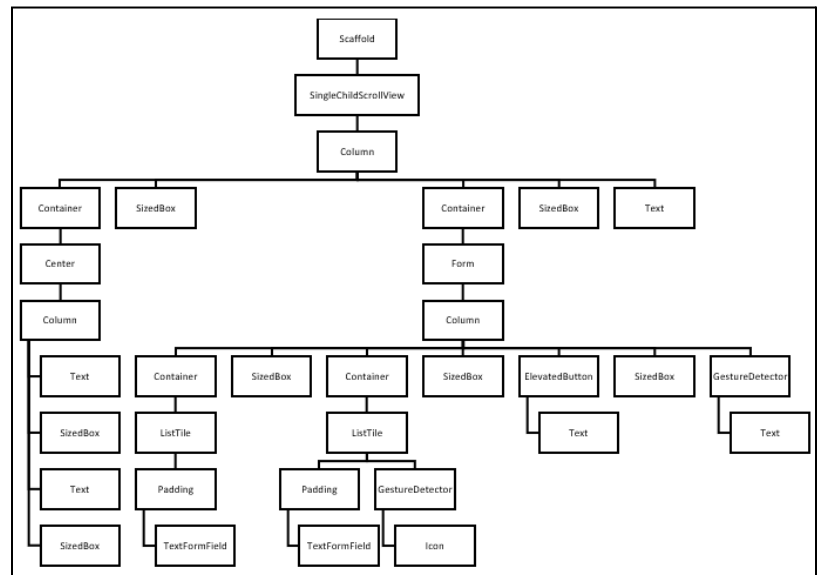 Scaffold
SingleChildScrollView
Column
Container
SizedBox
Container
SizedBox
Text
Center
Form
Column
Column
Text
Container
SizedBox
Container
SizedBox
ElevatedButton
SizedBox
GestureDetector
SizedBox
ListTile
ListTile
Text
Text
Text
Padding
Padding
GestureDetector
SizedBox
TextFormField
TextFormField
Icon